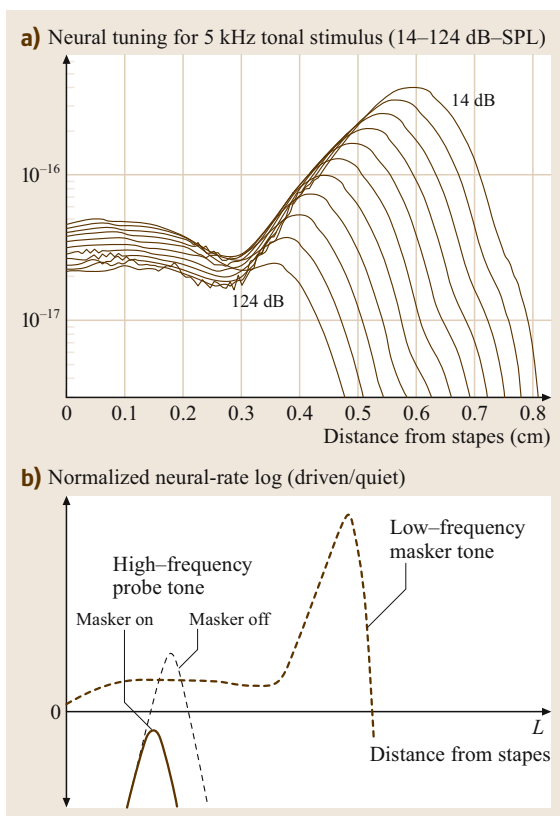 a) Neural tuning for 5 kHz tonal stimulus (14–124 dB–SPL)
14 dB
10⁻¹⁶
124 dB
10⁻¹⁷
0 0.1 0.2 0.3 0.4 0.5 0.6 0.7 0.8
Distance from stapes (cm)
b) Normalized neural-rate log (driven/quiet)
Low–frequency
masker tone
High–frequency
probe tone
Masker on
Masker off
0
L
Distance from stapes